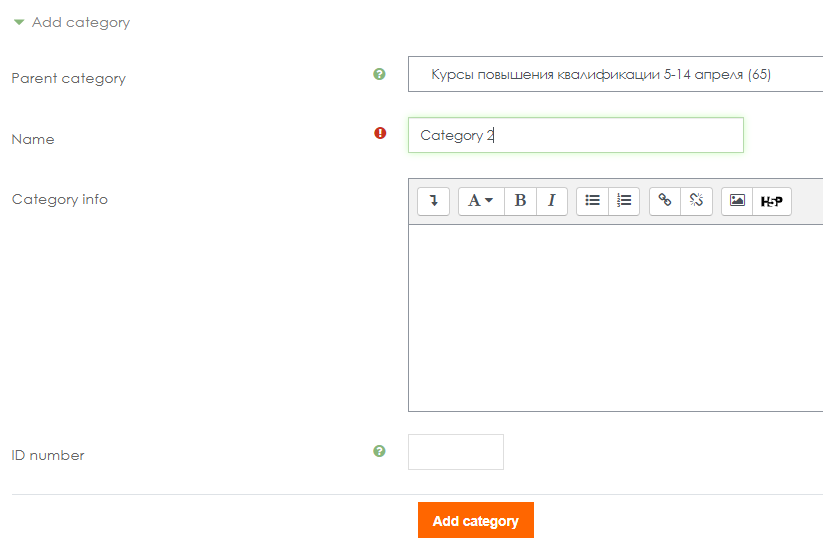 Add category
Parent category
Курсы повышения квалификации 5-14 апреля (65)
Name
Category 2
Category info
A B I H5P
ID number
Add category